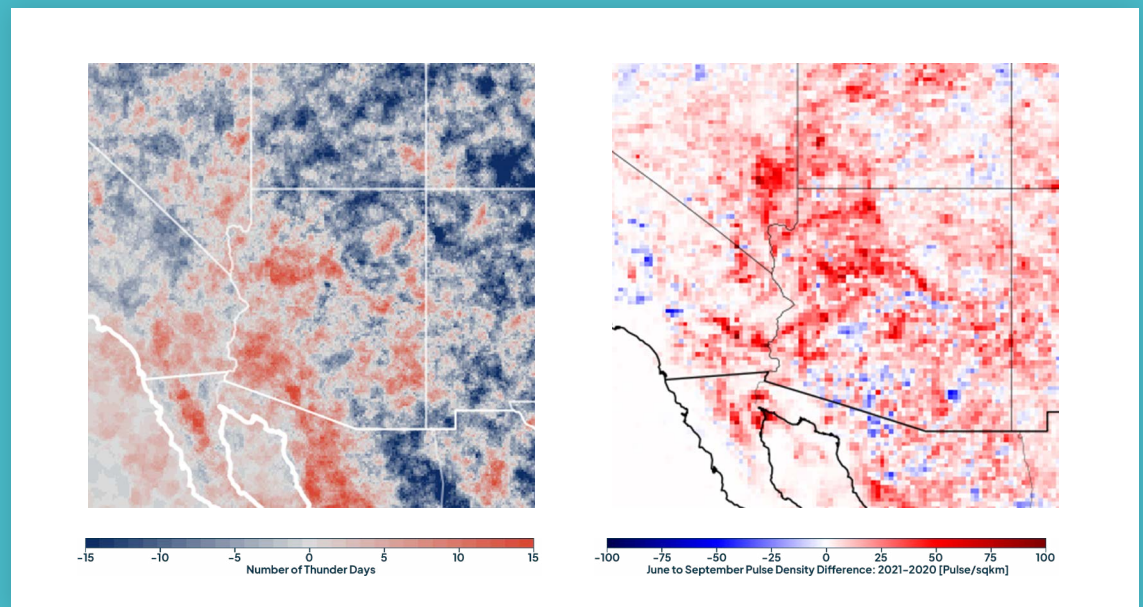 -15 -10 -5 0 5 10 15
Number of Thunder Days
-100 -75 -50 -25 0 25 50 75 100
June to September Pulse Density Difference: 2021-2020 [Pulse/sqkm]